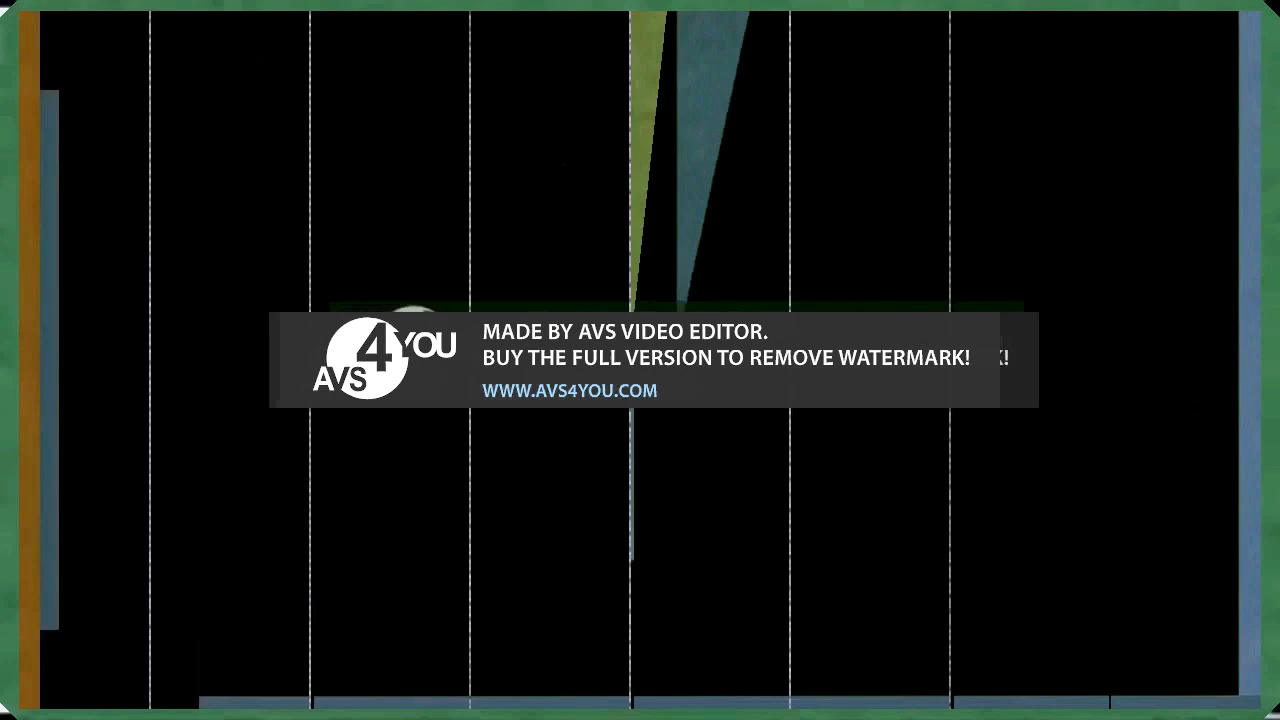 AVS4YOU
MADE BY AVS VIDEO EDITOR.
BUY THE FULL VERSION TO REMOVE WATERMARK! K!
WWW.AVS4YOU.COM